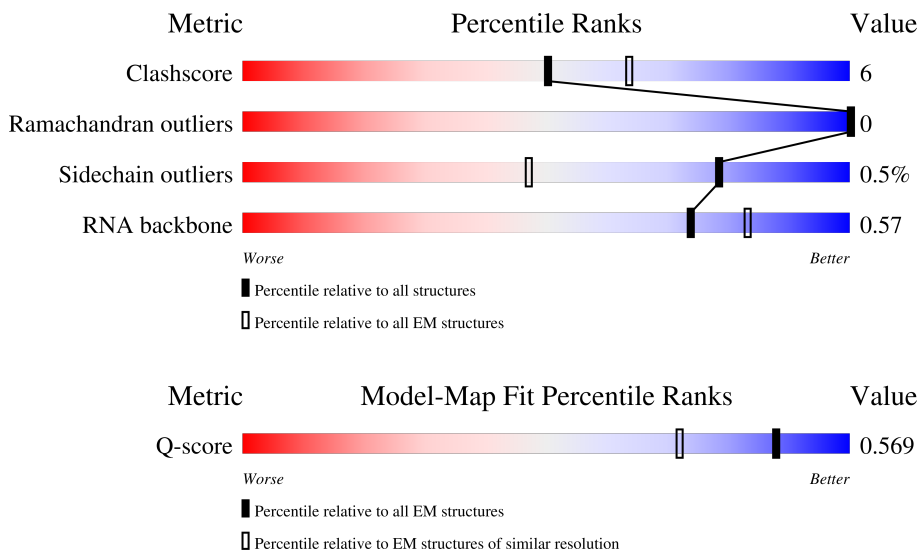 Metric Percentile Ranks Value
Clashscore 6
Ramachandran outliers 0
Sidechain outliers 0.5%
RNA backbone 0.57
Worse Better
Percentile relative to all structures
Percentile relative to all EM structures
Metric Model-Map Fit Percentile Ranks Value
Q-score 0.569
Worse Better
Percentile relative to all EM structures
Percentile relative to EM structures of similar resolution